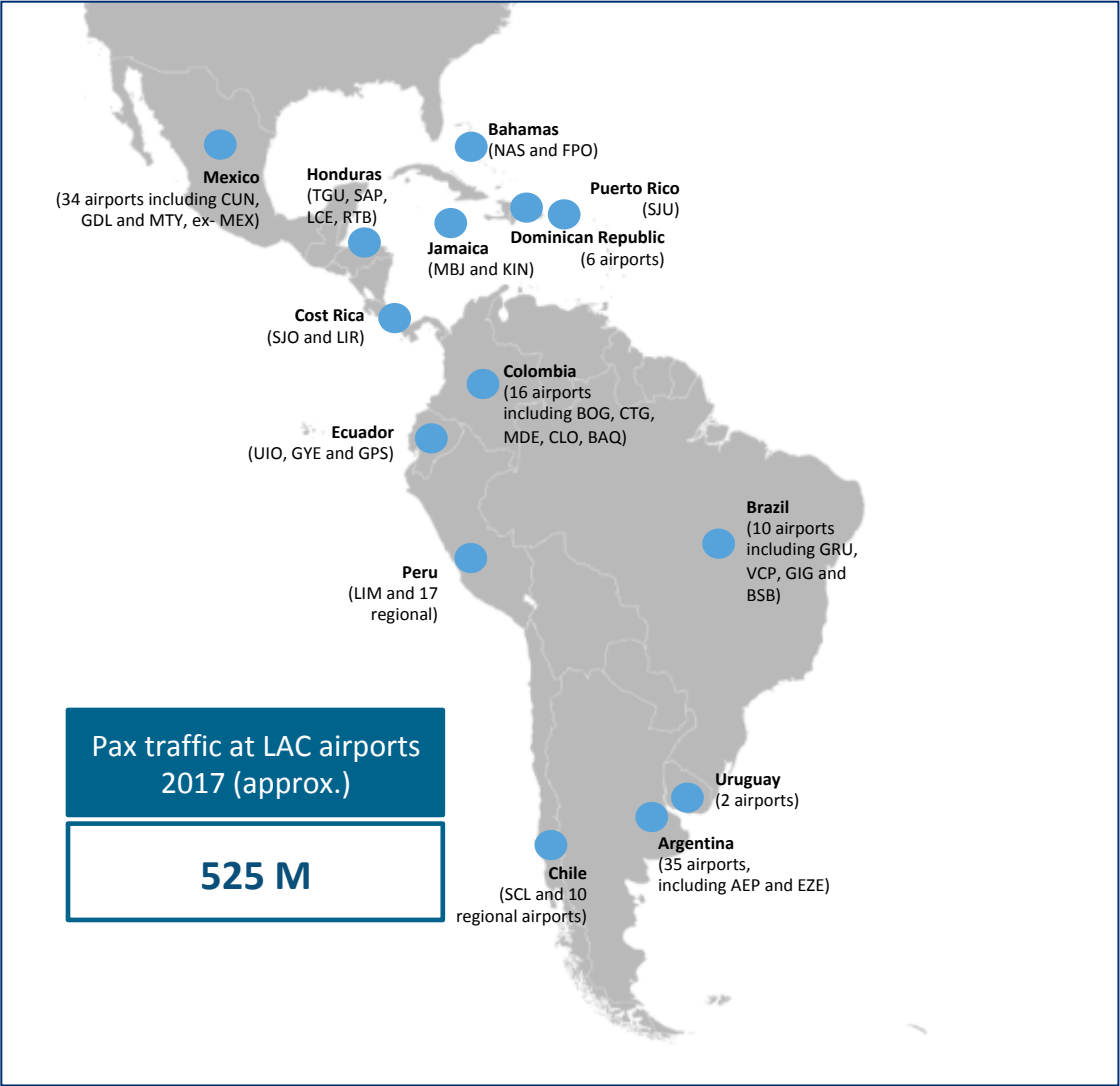 Bahamas
(NAS and FPO)
Mexico
(34 airports including CUN,
GDL and MTY, ex- MEX)
Honduras
(TGU, SAP,
LCE, RTB)
Puerto Rico
(SJU)
Jamaica
(MBJ and KIN)
Dominican Republic
(6 airports)
Cost Rica
(SJO and LIR)
Colombia
(16 airports
including BOG, CTG,
MDE, CLO, BAQ)
Ecuador
(UIO, GYE and GPS)
Brazil
(10 airports
including GRU,
VCP, GIG and
BSB)
Peru
(LIM and 17
regional)
Pax traffic at LAC airports
2017 (approx.)
525 M
Uruguay
(2 airports)
Argentina
(35 airports,
including AEP and EZE)
Chile
(SCL and 10
regional airports)